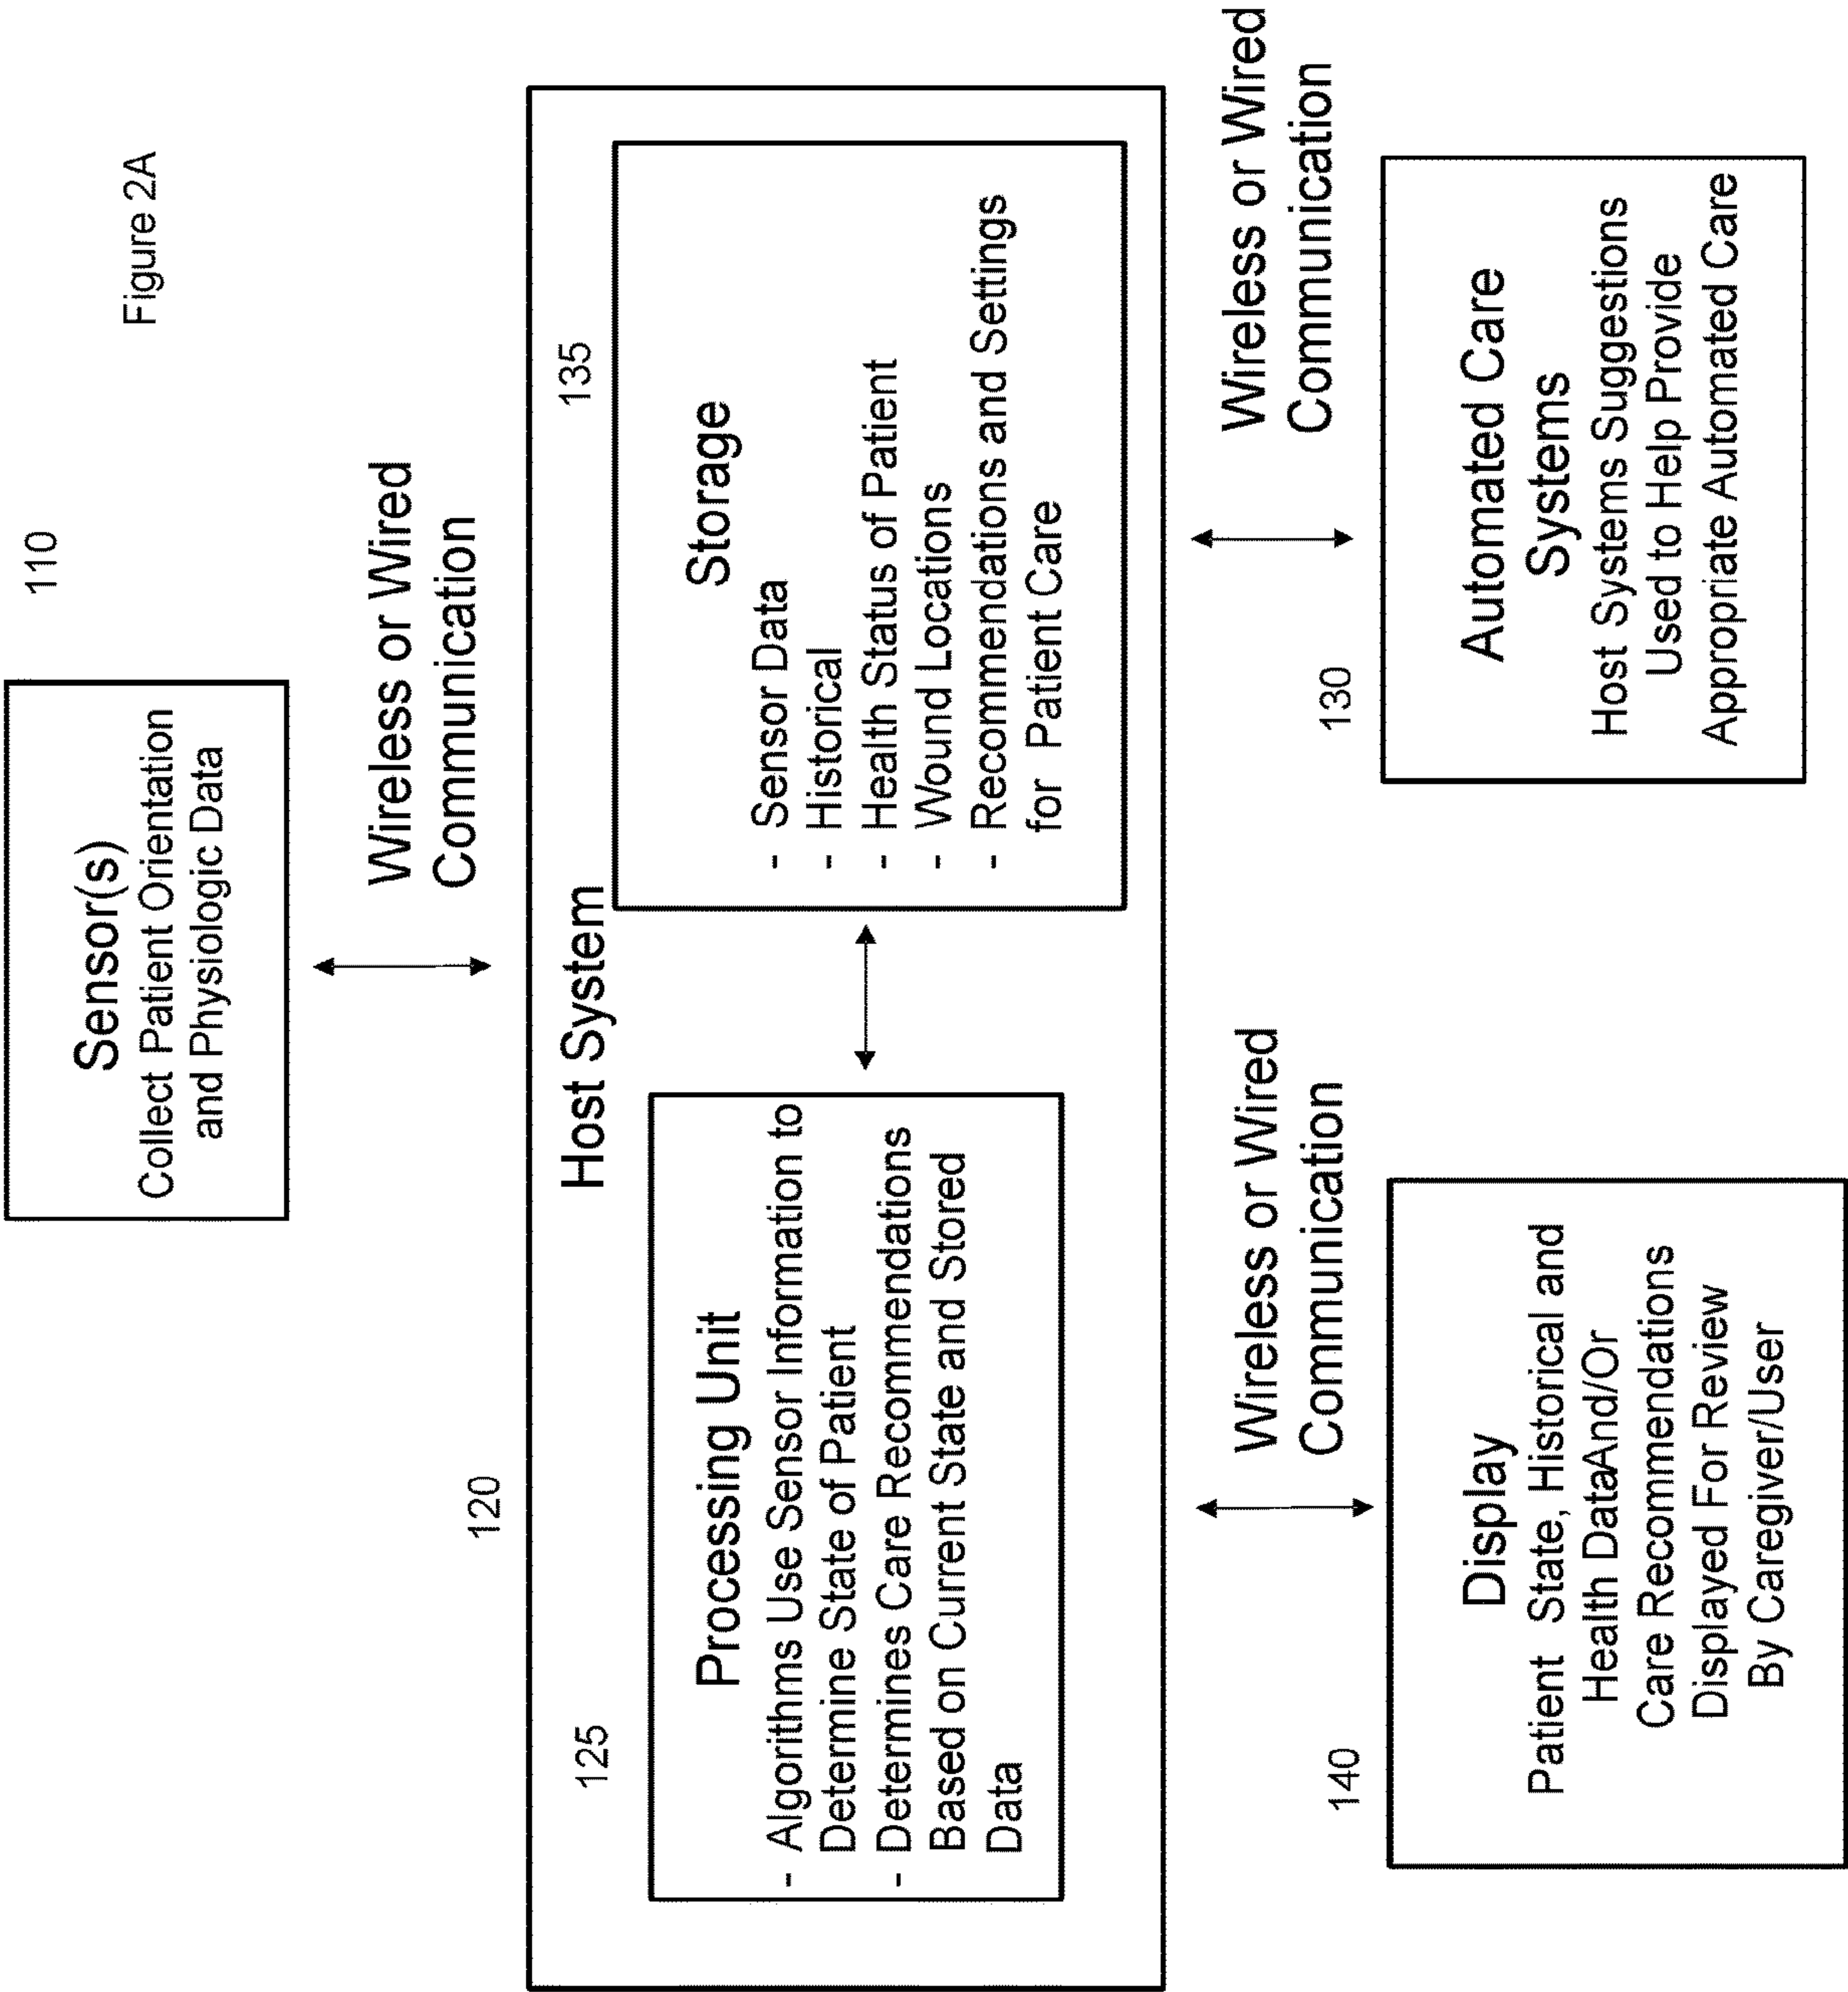 Figure 2A
110
Sensor(s)
Collect Patient Orientation
and Physiologic Data
Wireless or Wired
Communication
120
Host System
125
Processing Unit
- Algorithms Use Sensor Information to
Determine State of Patient
- Determines Care Recommendations
Based on Current State and Stored
Data
135
Storage
- Sensor Data
- Historical
- Health Status of Patient
- Wound Locations
- Recommendations and Settings
for Patient Care
Wireless or Wired
Communication
Wireless or Wired
Communication
140
Display
Patient State, Historical and
Health DataAnd/Or
Care Recommendations
Displayed For Review
By Caregiver/User
130
Automated Care
Systems
Host Systems Suggestions
Used to Help Provide
Appropriate Automated Care